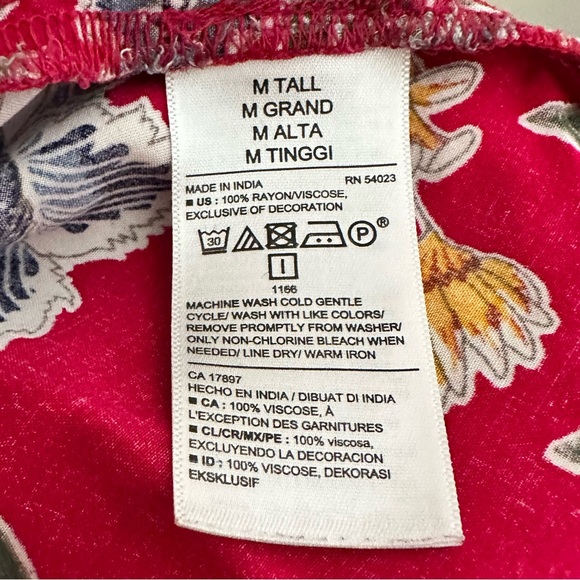 M TALL
M GRAND
M ALTA
M TINGGI
MADE IN INDIA RN 54023
■ US : 100% RAYON/VISCOSE,
EXCLUSIVE OF DECORATION
30 P ®
I
1166
MACHINE WASH COLD GENTLE
CYCLE/ WASH WITH LIKE COLORS/
REMOVE PROMPTLY FROM WASHER/
ONLY NON-CHLORINE BLEACH WHEN
NEEDED/ LINE DRY/ WARM IRON
CA 17897
HECHO EN INDIA / DIBUAT DI INDIA
■ CA : 100% VISCOSE, À
L'EXCEPTION DES GARNITURES
■ CL/CR/MX/PE : 100% viscosa,
EXCLUYENDO LA DECORACION
■ ID : 100% VISCOSE, DEKORASI
EKSKLUSIF